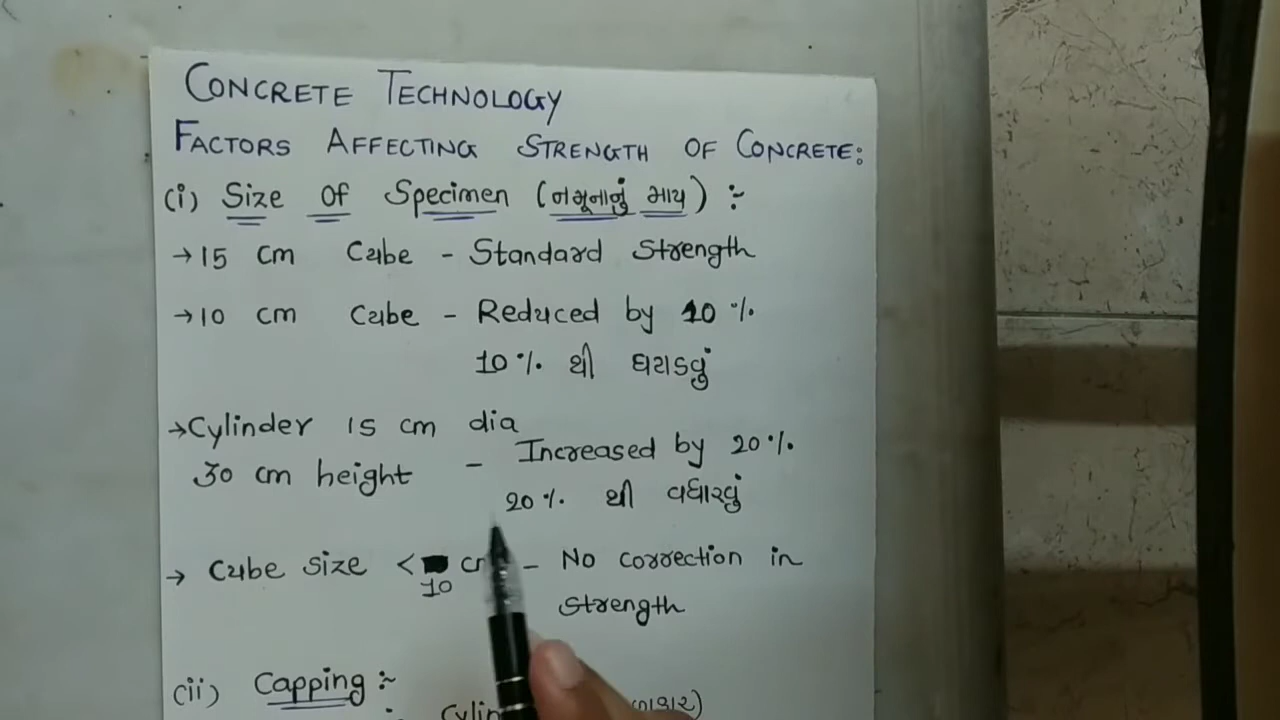 CONCRETE TECHNOLOGY
FACTORS AFFECTING STRENGTH OF CONCRETE:
(i) Size Of Specimen (નમૂનાનું માપ) :-
→ 15 cm Cube - Standard Strength
→ 10 cm Cube - Reduced by 10 %
10 % થી ઘટાડવું
→ Cylinder 15 cm dia
30 cm height - Increased by 20 %
20 % થી વધારવું
→ Cube size < 10 - No correction in
strength
(ii) Capping :-